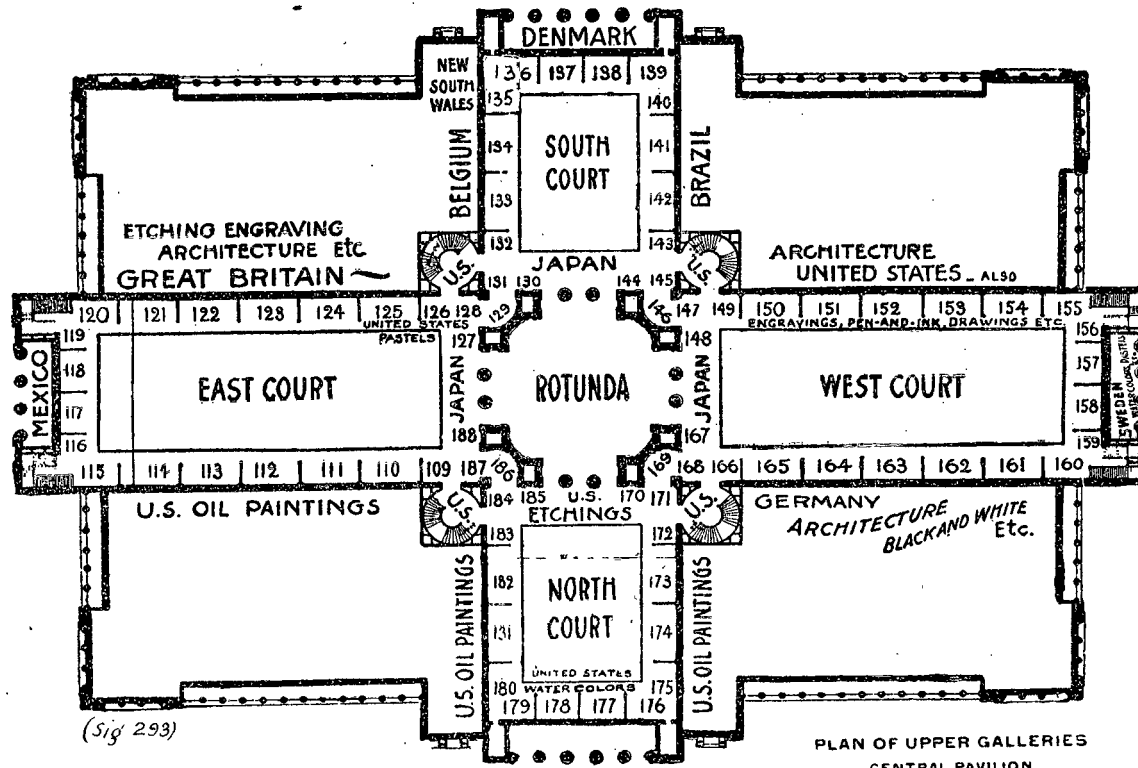 DENMARK
NEW
SOUTH
WALES
136 137 138 139
135
140
134
141
133
142
132
143
SOUTH
COURT
BELGIUM
BRAZIL
ETCHING ENGRAVING
ARCHITECTURE Etc
GREAT BRITAIN
U.S.
JAPAN
U.S
ARCHITECTURE
UNITED STATES - ALSO
131 130
144 145
120 121 122 123 124 125 126 128
129
146
147 149 150 151 152 153 154 155
UNITED STATES
PASTELS
ENGRAVINGS, PEN-AND-INK, DRAWINGS ETC
119
118
117
116
MEXICO
127
148
156
157
158
159
EAST COURT
JAPAN
ROTUNDA
JAPAN
WEST COURT
SWEDEN
188
167
115 114 113 112 111 110 109 187
186
169
168 166 165 164 163 162 161 160
U.S. OIL PAINTINGS
U.S.
184 185
U.S.
ETCHINGS
170 171
U.S.
GERMANY
ARCHITECTURE
BLACK AND WHITE
Etc.
183
172
182
173
131
174
180
175
NORTH
COURT
UNITED STATES
WATER COLORS
179 178 177 176
U.S. OIL PAINTINGS
U.S. OIL PAINTINGS
(Sig 293)
PLAN OF UPPER GALLERIES
CENTRAL PAVILION